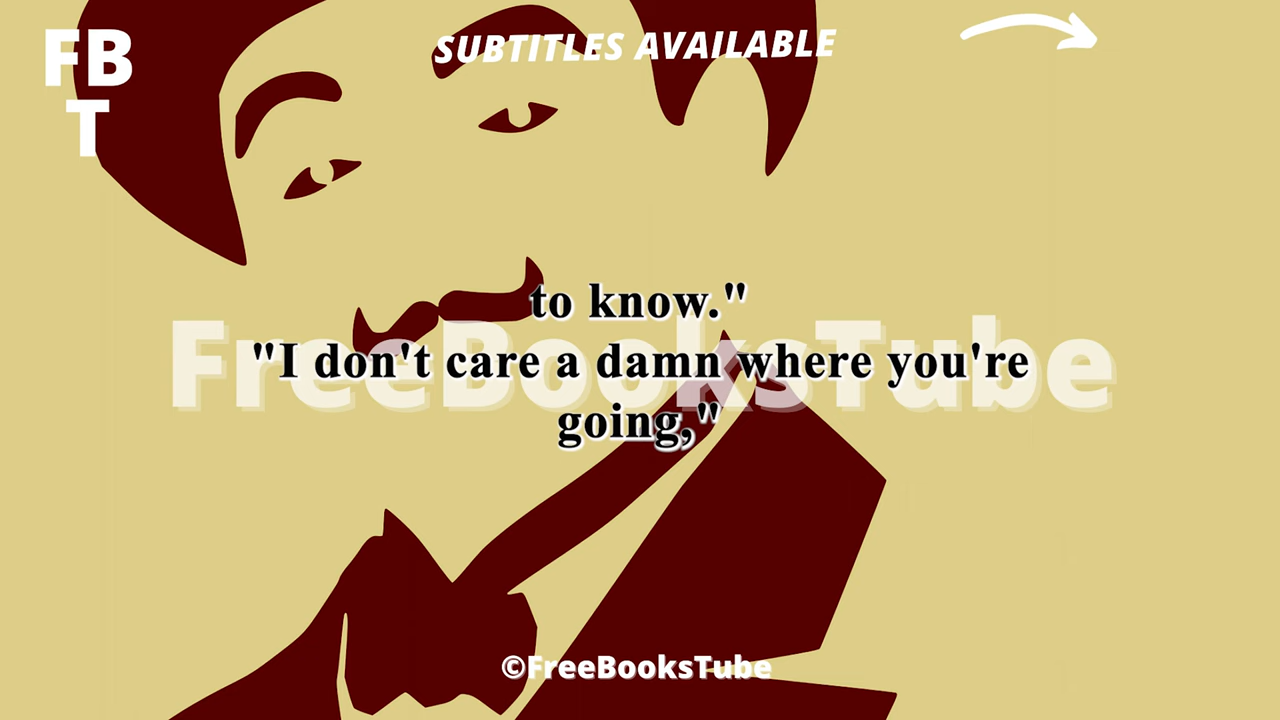 FB
T
SUBTITLES AVAILABLE
to know."
FreeBooksTube
"I don't care a damn where you're
going,"
©FreeBooksTube